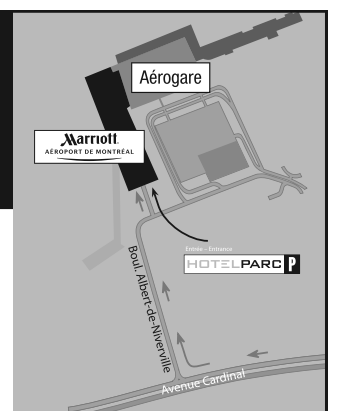 Aérogare
Marriott
AÉROPORT DE MONTRÉAL
Entrée - Entrance
HOTELPARC P
Boul. Albert-de-Niverville
Avenue Cardinal